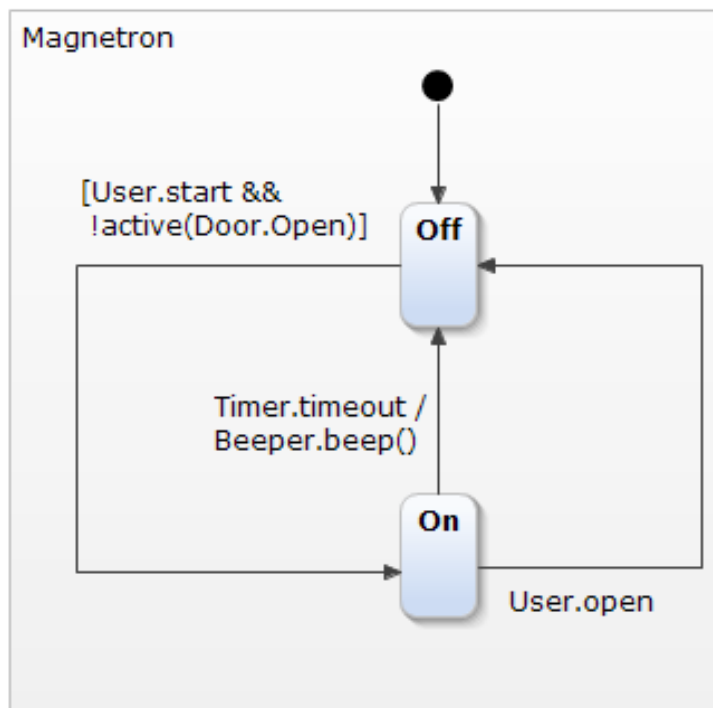 Magnetron
[User.start &&
!active(Door.Open)]
Off
Timer.timeout /
Beeper.beep()
On
User.open